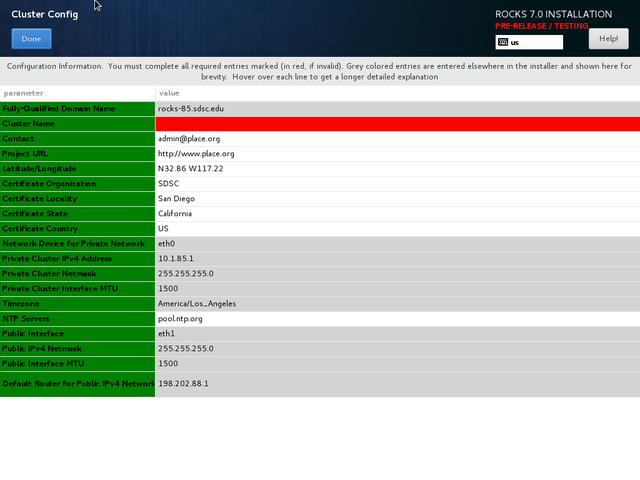 Cluster Config
ROCKS 7.0 INSTALLATION
PRE-RELEASE / TESTING
Done
us
Help!
Configuration Information. You must complete all required entries marked (in red, if invalid). Grey colored entries are entered elsewhere in the installer and shown here for
brevity. Hover over each line to get a longer detailed explanation
parameter value
Fully-Qualified Domain Name rocks-85.sdsc.edu
Cluster Name
Contact admin@place.org
Project URL http://www.place.org
Latitude/Longitude N32.86 W117.22
Certificate Organization SDSC
Certificate Locality San Diego
Certificate State California
Certificate Country US
Network Device for Private Network eth0
Private Cluster IPv4 Address 10.1.85.1
Private Cluster Netmask 255.255.255.0
Private Cluster Interface MTU 1500
Timezone America/Los_Angeles
NTP Servers pool.ntp.org
Public Interface eth1
Public IPv4 Netmask 255.255.255.0
Public Interface MTU 1500
Default Router for Public IPv4 Network 198.202.88.1